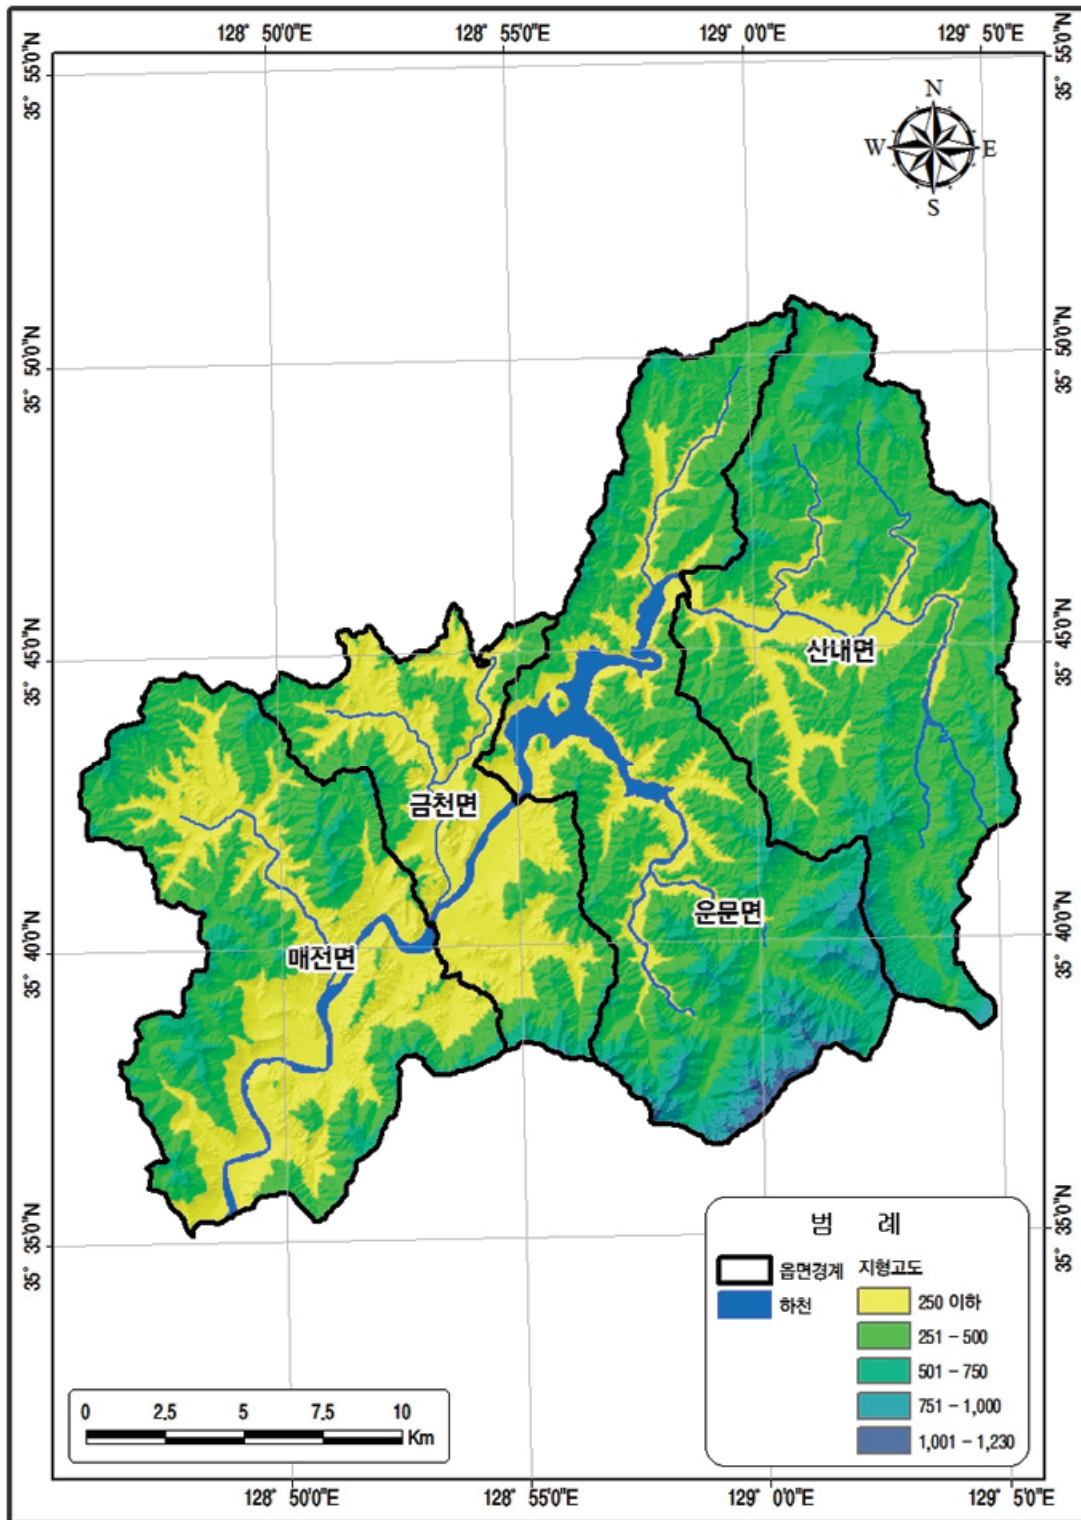 128° 50'0"E 128° 55'0"E 129° 0'0"E 129° 5'0"E
35° 55'0"N 35° 55'0"N
N
W E
S
35° 50'0"N 35° 50'0"N
35° 45'0"N 35° 45'0"N
산내면
금천면
운문면
매전면
35° 40'0"N 35° 40'0"N
35° 35'0"N 35° 35'0"N
범 례
읍면경계 지형고도
하천 250 이하
251 - 500
501 - 750
751 - 1,000
1,001 - 1,230
0 2.5 5 7.5 10
Km
128° 50'0"E 128° 55'0"E 129° 0'0"E 129° 5'0"E